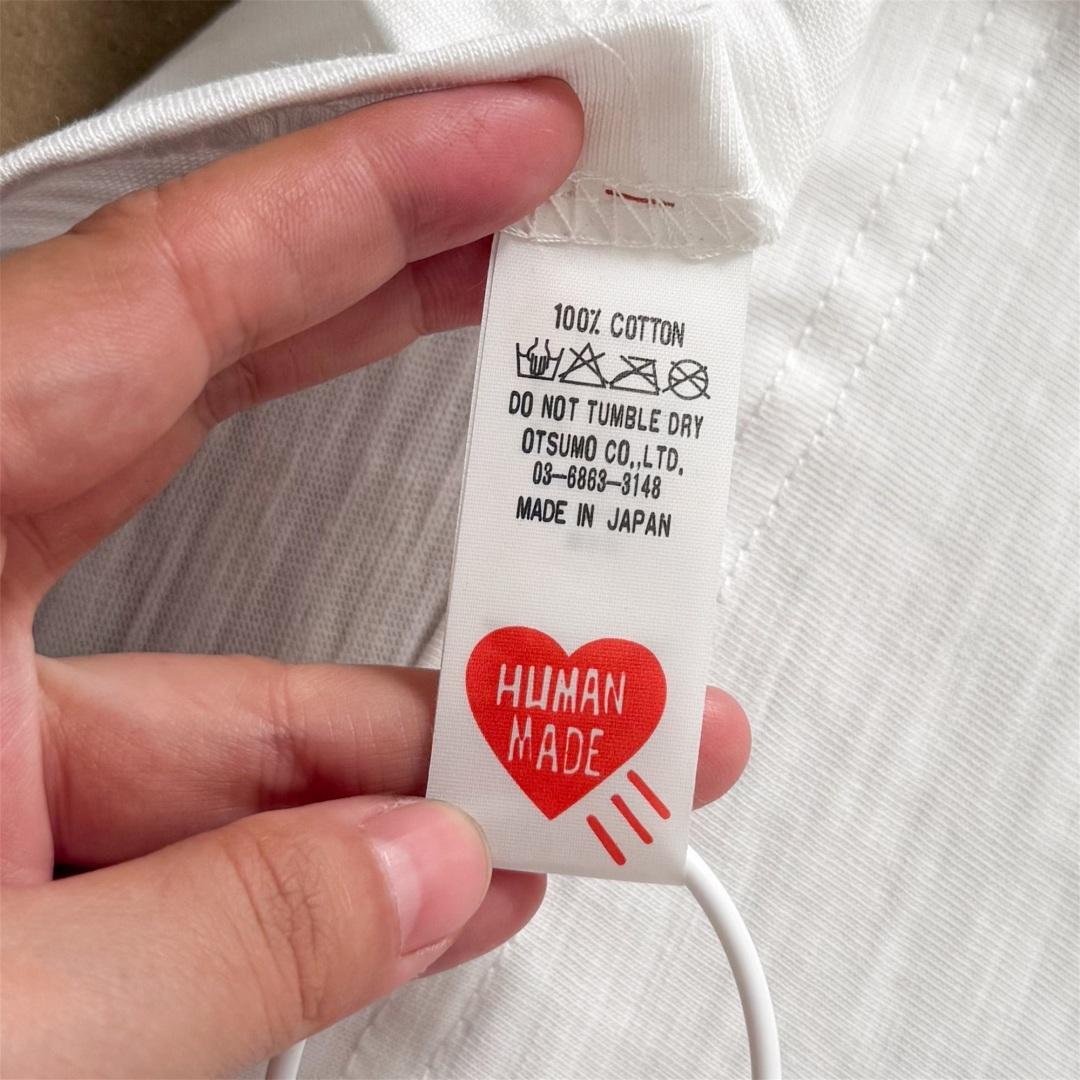 100% COTTON
DO NOT TUMBLE DRY
OTSUMO CO.,LTD.
03-6863-3148
MADE IN JAPAN
HUMAN
MADE